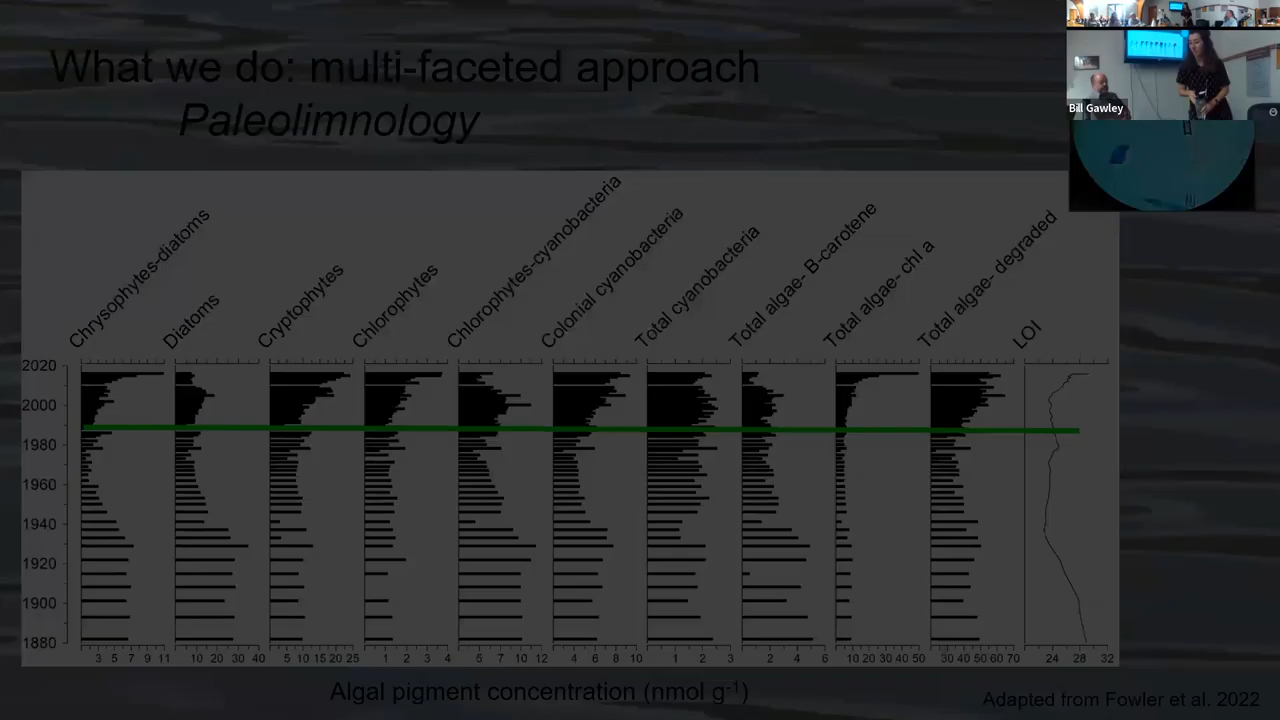 What we do: multi-faceted approach
Paleolimnology
Bill Gawley
Chrysophytes-diatoms
Diatoms
Cryptophytes
Chlorophytes
Chlorophytes-cyanobacteria
Colonial cyanobacteria
Total cyanobacteria
Total algae- B-carotene
Total algae- chl a
Total algae- degraded
LOI
2020
2000
1980
1960
1940
1920
1900
1880
3 5 7 9 11 10 20 30 40 5 10 15 20 25 1 2 3 4 5 7 10 12 4 6 8 10 1 2 3 2 4 6 10 20 30 40 50 30 40 50 60 70 24 28 32
Algal pigment concentration (nmol g-1)
Adapted from Fowler et al. 2022